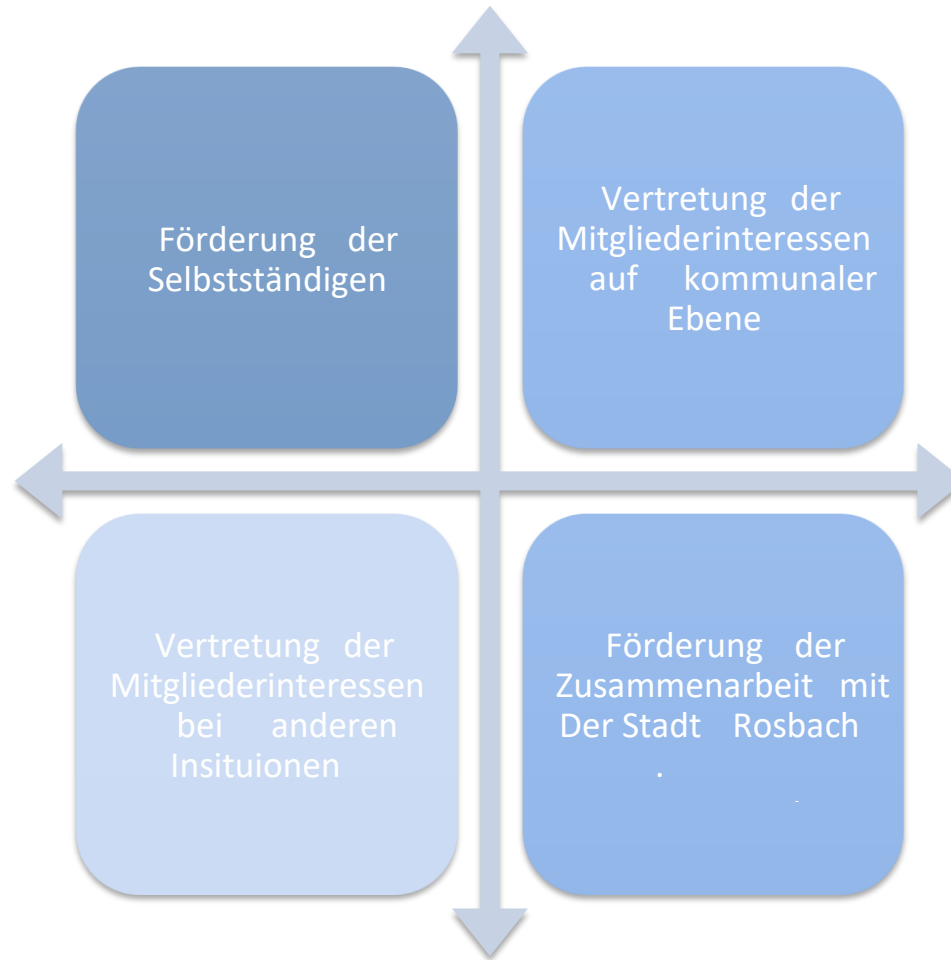 Förderung der
Selbstständigen
Vertretung der
Mitgliederinteressen
auf kommunaler
Ebene
Vertretung der
Mitgliederinteressen
bei anderen
Insituionen
Förderung der
Zusammenarbeit mit
Der Stadt Rosbach
.